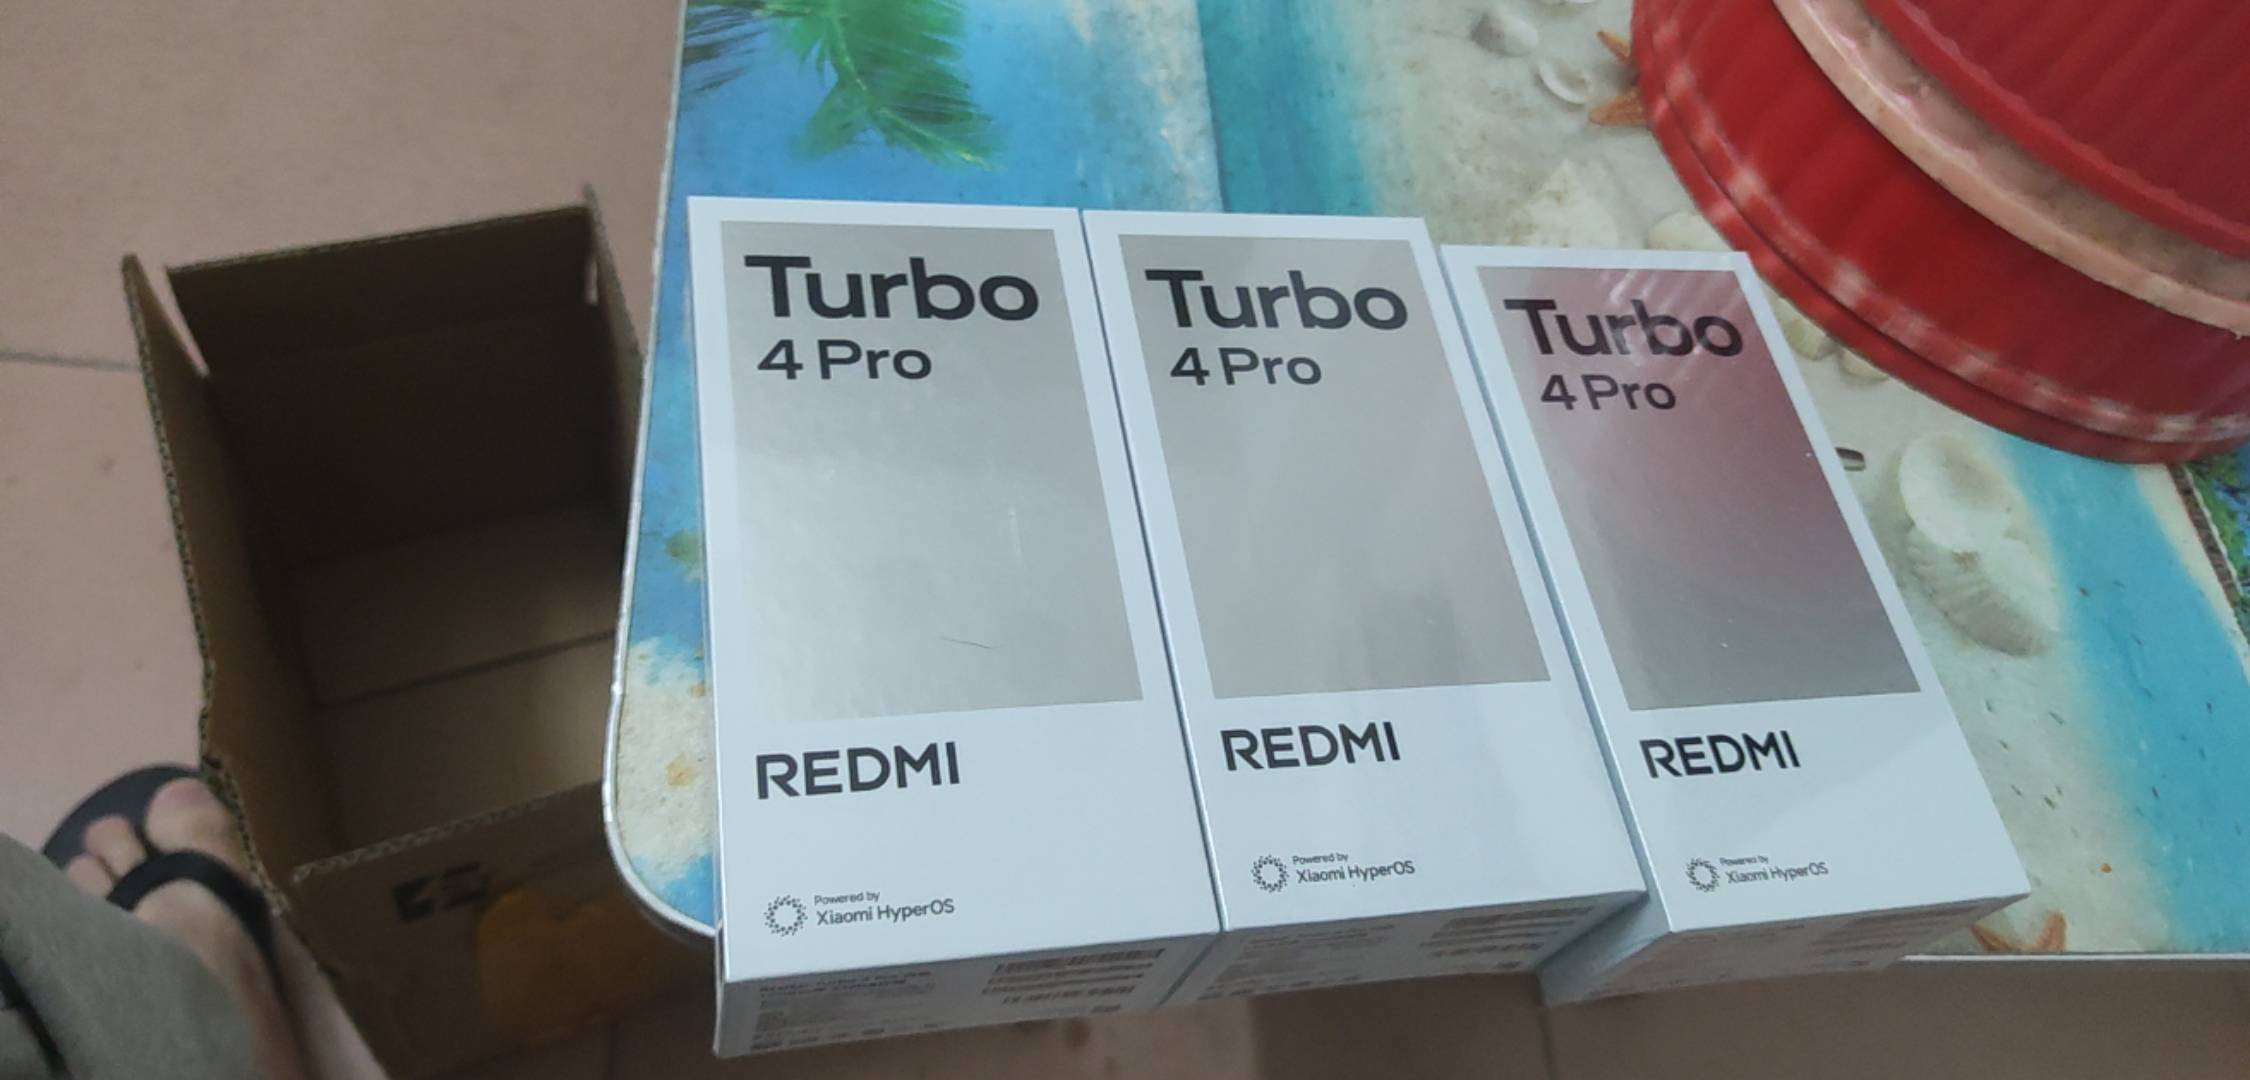 Turbo
4 Pro
REDMI
Powered by
Xiaomi HyperOS
Turbo
4 Pro
REDMI
Powered by
Xiaomi HyperOS
Turbo
4 Pro
REDMI
Powered by
Xiaomi HyperOS